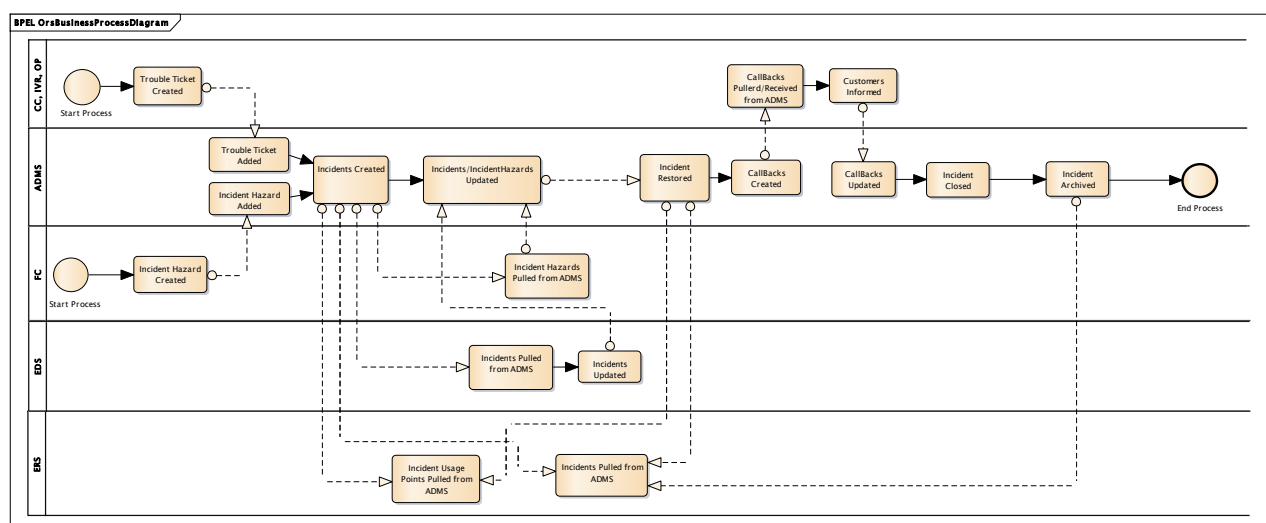 BPEL OrsBusinessProcessDiagram
CC, IVR, OP
Start Process
Trouble Ticket
Created
CallBacks
Pullerd/Received
from ADMS
Customers
Informed
ADMS
Trouble Ticket
Added
Incident Hazard
Added
Incidents Created
Incidents/IncidentHazards
Updated
Incident
Restored
CallBacks
Created
CallBacks
Updated
Incident
Closed
Incident
Archived
End Process
FC
Start Process
Incident Hazard
Created
Incident Hazards
Pulled from ADMS
EDS
Incidents Pulled
from ADMS
Incidents
Updated
ERS
Incident Usage
Points Pulled from
ADMS
Incidents Pulled from
ADMS